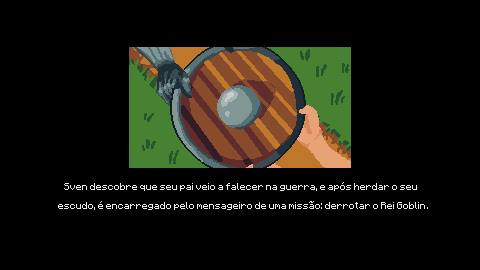 Sven descobre que seu pai veio a falecer na guerra, e após herdar o seu
escudo, é encarregado pelo mensageiro de uma missão: derrotar o Rei Goblin.